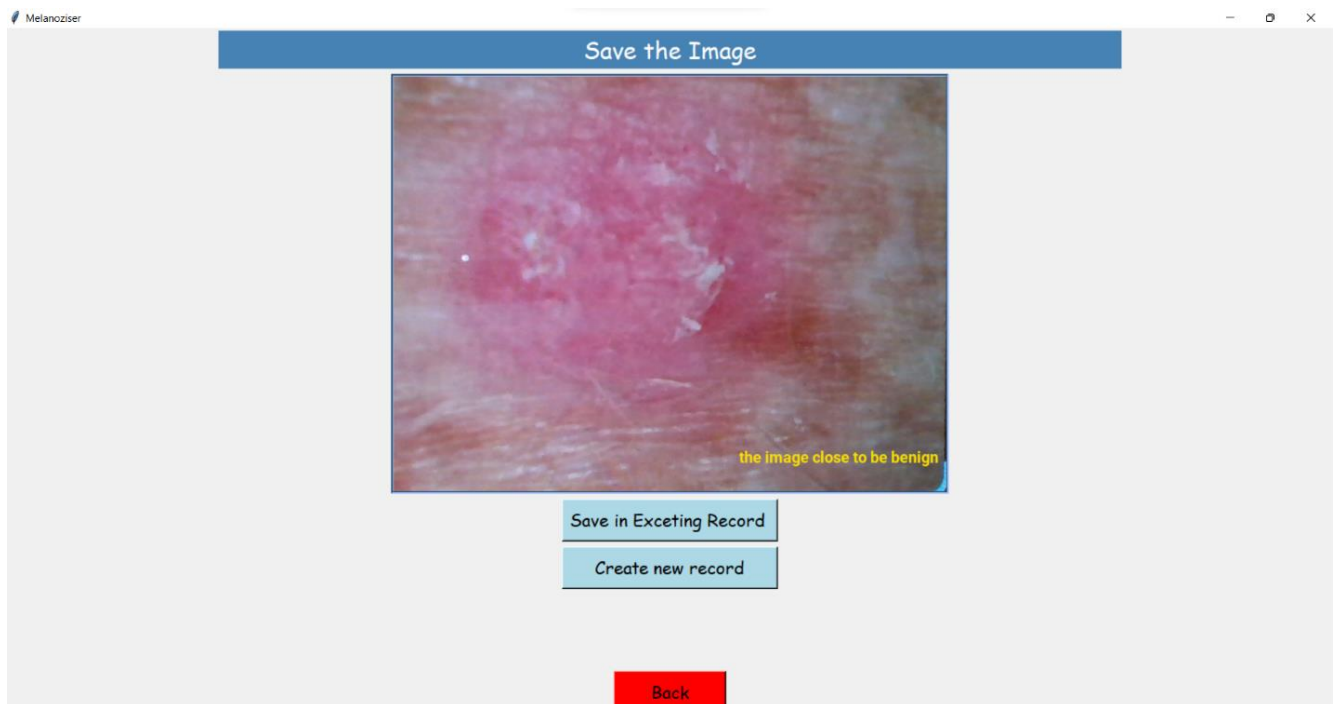 Melanoziser
Save the Image
the image close to be benign
Save in Exceting Record
Create new record
Back